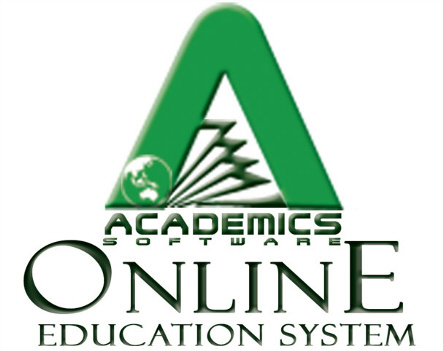 ACADEMICS
SOFTWARE
ONLINE
EDUCATION SYSTEM